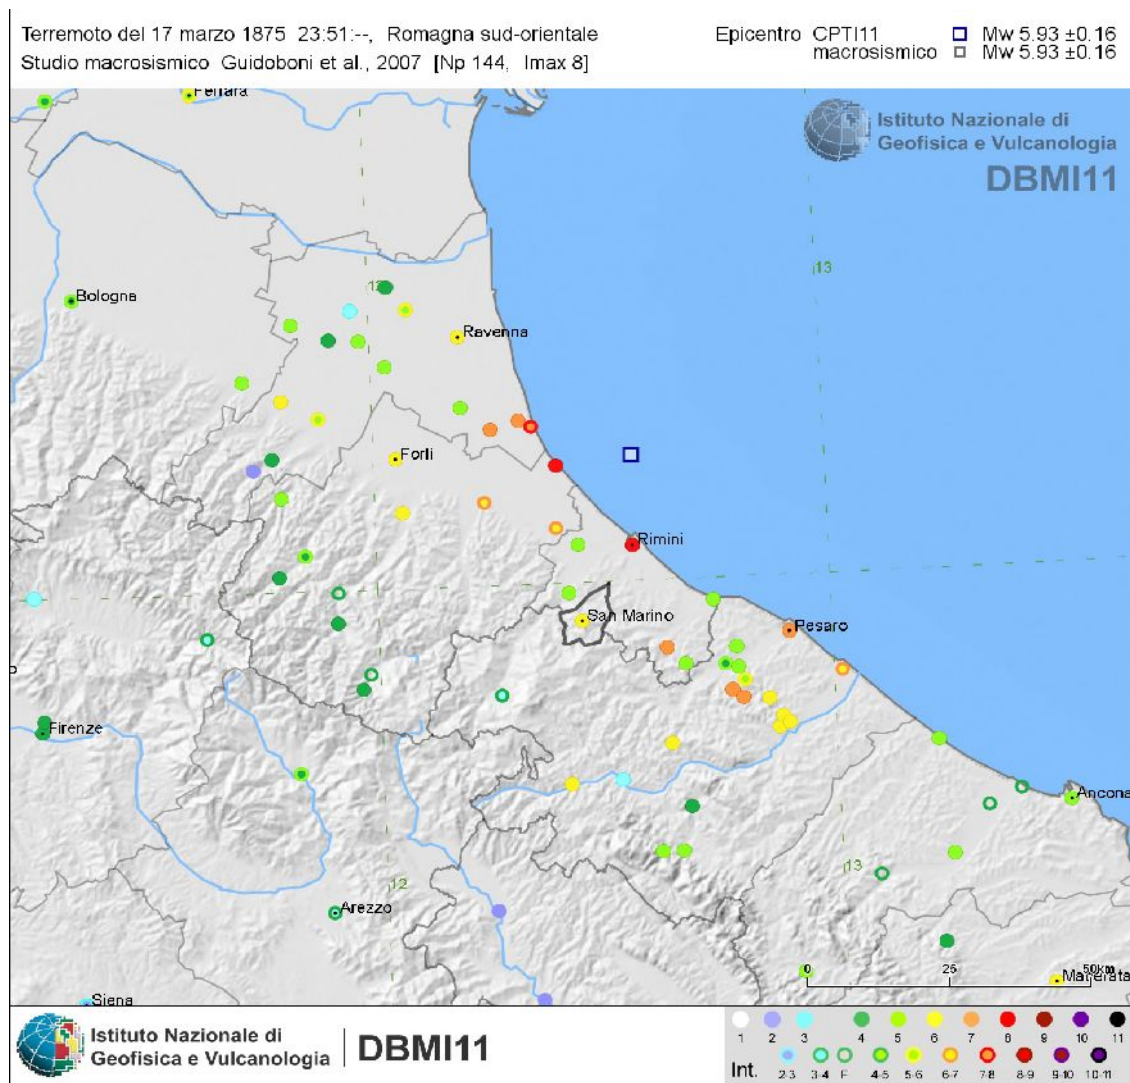 Terremoto del 17 marzo 1875 23:51:--, Romagna sud-orientale
Studio macrosismico Guidoboni et al., 2007 [Np 144, Imax 8]
Epicentro CPTI11 Mw 5.93 ±0.16
macrosismico Mw 5.93 ±0.16
Ferrara
Istituto Nazionale di
Geofisica e Vulcanologia
DBMI11
13
12
Bologna
Ravenna
Forlì
Rimini
San Marino
Pesaro
Firenze
Ancona
13
12
Arezzo
0 25 50km
Macerata
Siena
Istituto Nazionale di
Geofisica e Vulcanologia
DBMI11
1 2 3 4 5 6 7 8 9 10 11
Int. 2-3 3-4 F 4-5 5-6 6-7 7-8 8-9 9-10 10-11